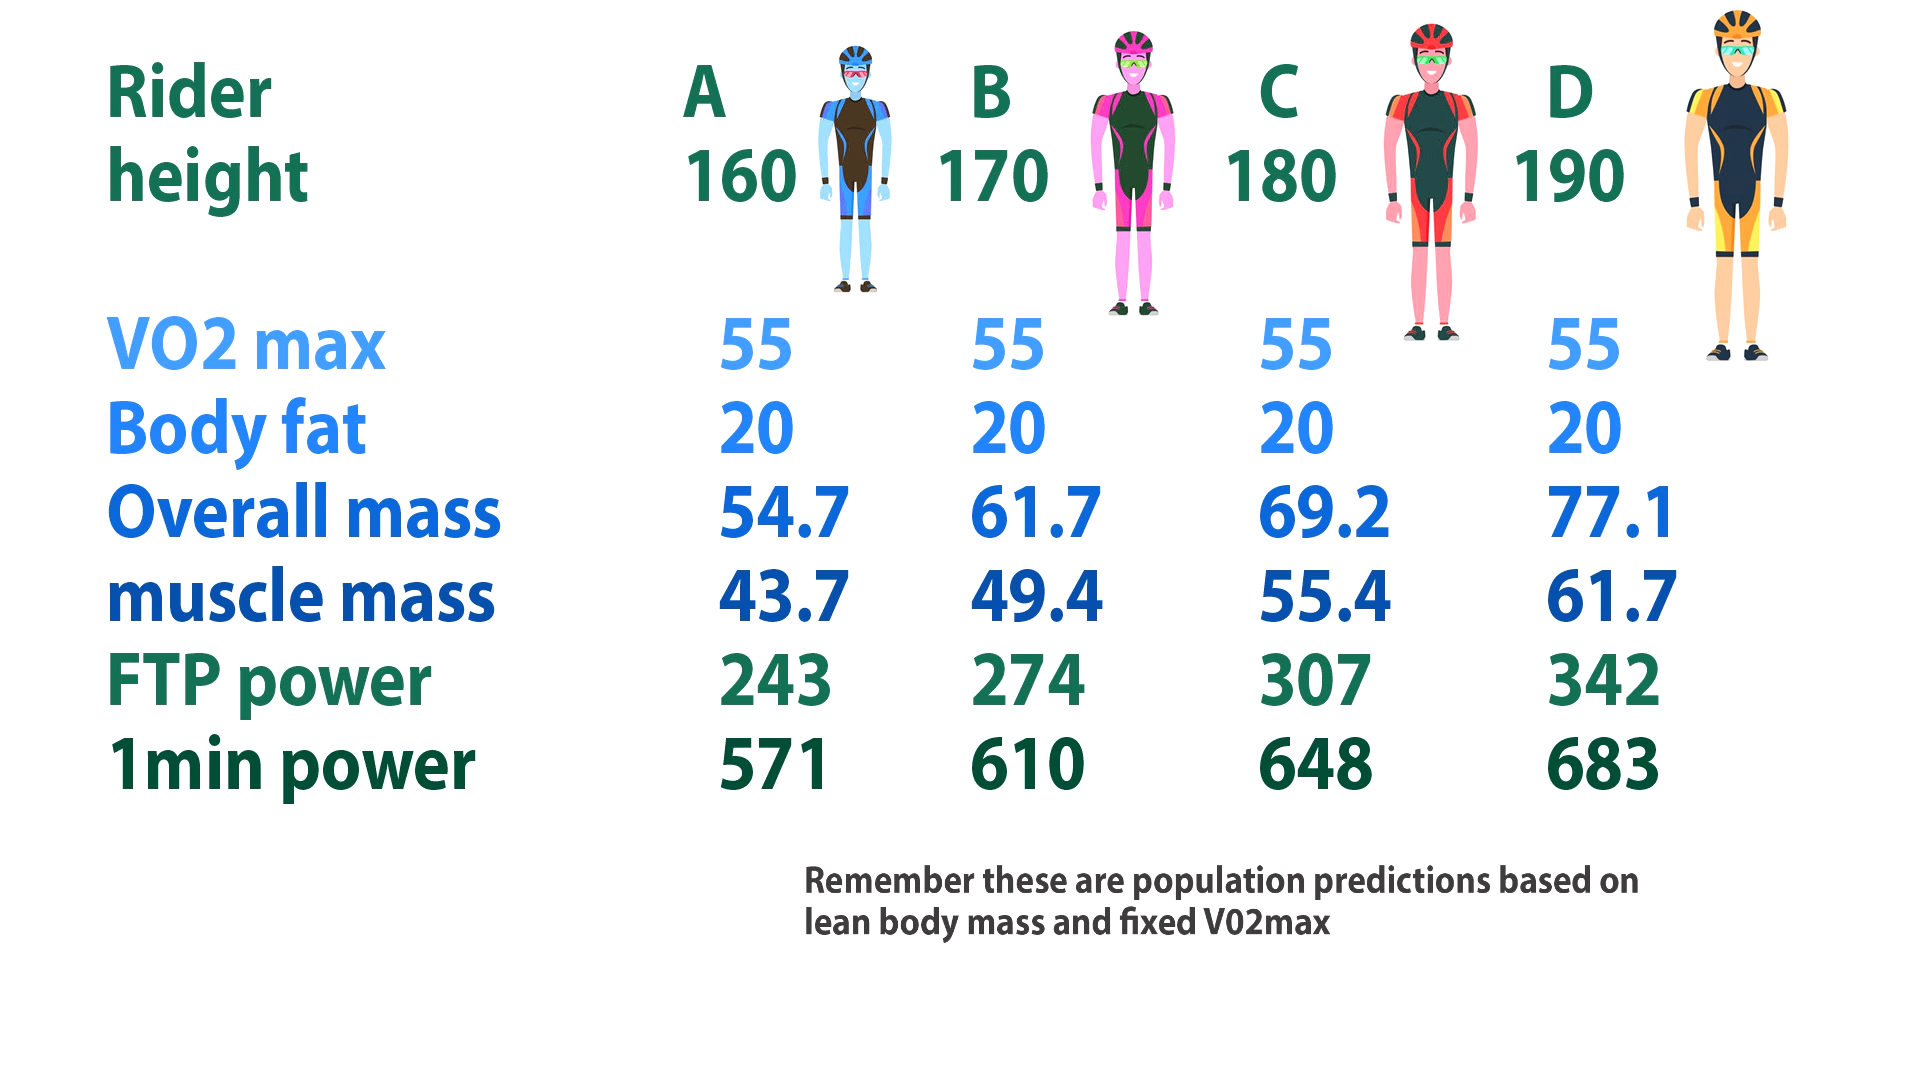 Rider A B C D
height 160 170 180 190
VO2 max 55 55 55 55
Body fat 20 20 20 20
Overall mass 54.7 61.7 69.2 77.1
muscle mass 43.7 49.4 55.4 61.7
FTP power 243 274 307 342
1min power 571 610 648 683
Remember these are population predictions based on
lean body mass and fixed V02max